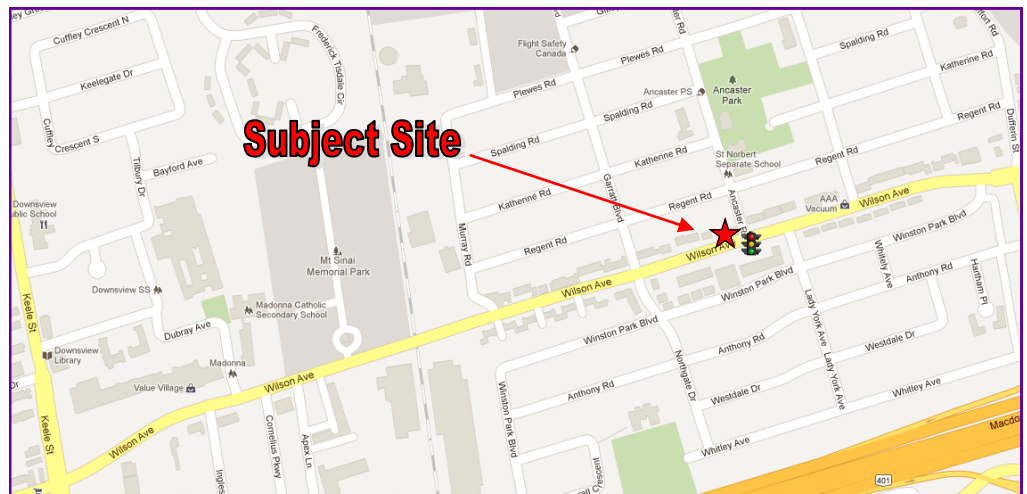 Cuffley Crescent N
Keelegate Dr
Cuffley
Crescent S
Tilbury Dr
Bayford Ave
Frederick Tisdale Cir
Flight Safety
Canada
Plewes Rd
Plewes Rd
Spalding Rd
Spalding Rd
Spalding Rd
Katherine Rd
Katherine Rd
Katherine Rd
Ancaster PS
Ancaster
Park
St Norbert
Separate School
Regent Rd
Regent Rd
Regent Rd
Regent Rd
Dufferin St
Subject Site
Garratt Blvd
Murray Rd
Ancaster Rd
AAA
Vacuum
Wilson Ave
Wilson Ave
Wilson Ave
Wilson Ave
Wilson Ave
Downsview
ublic School
Downsview SS
Mt Sinai
Memorial Park
Madonna Catholic
Secondary School
Dubray Ave
Madonna
Value Village
Downsview
Library
Keele St
Keele St
Dr
Cornelius Pkwy
Apex Ln
Ingles
Winston Park Blvd
Winston Park Blvd
Winston Park Blvd
Winston Park Blvd
Anthony Rd
Anthony Rd
Anthony Rd
Whitely Ave
Hartham Pl
Lady York Ave
Lady York Ave
Westdale Dr
Westdale Dr
Northgate Dr
Whitley Ave
Whitley Ave
Crescent
401
Macdo